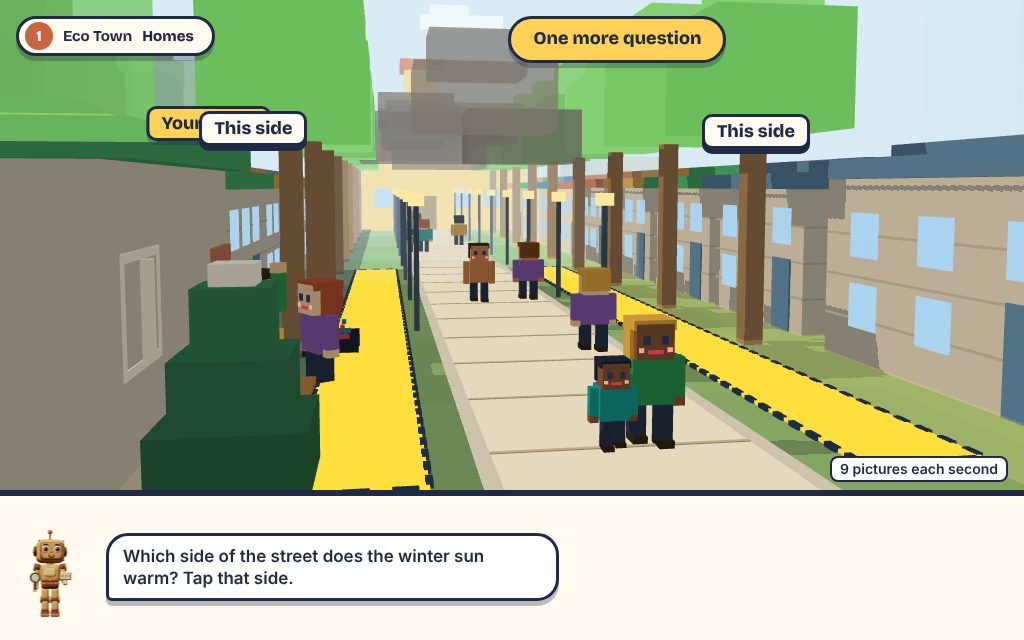 1 Eco Town Homes
One more question
Your
This side
This side
9 pictures each second
Which side of the street does the winter sun
warm? Tap that side.